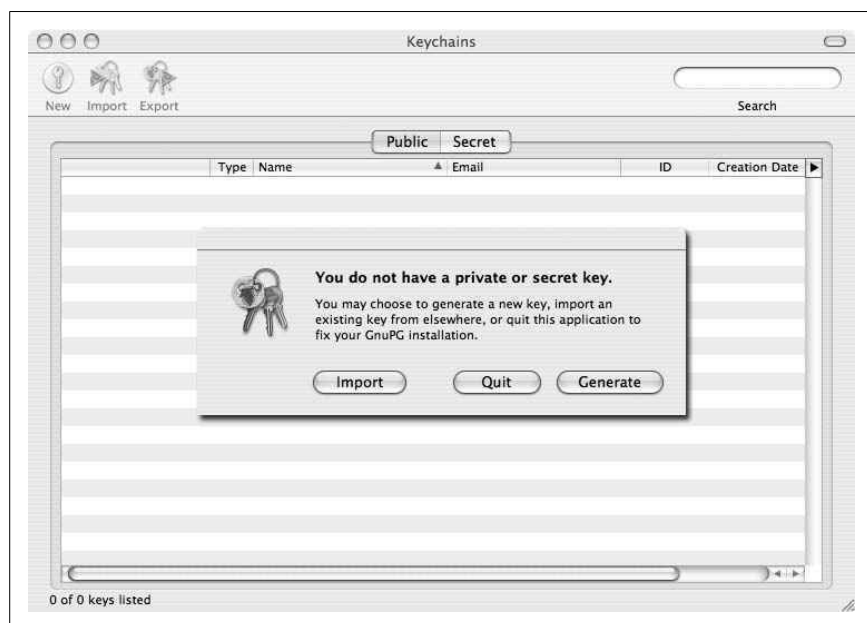 Keychains
New Import Export
Search
Public Secret
Type Name Email ID Creation Date
You do not have a private or secret key.
You may choose to generate a new key, import an
existing key from elsewhere, or quit this application to
fix your GnuPG installation.
Import Quit Generate
0 of 0 keys listed